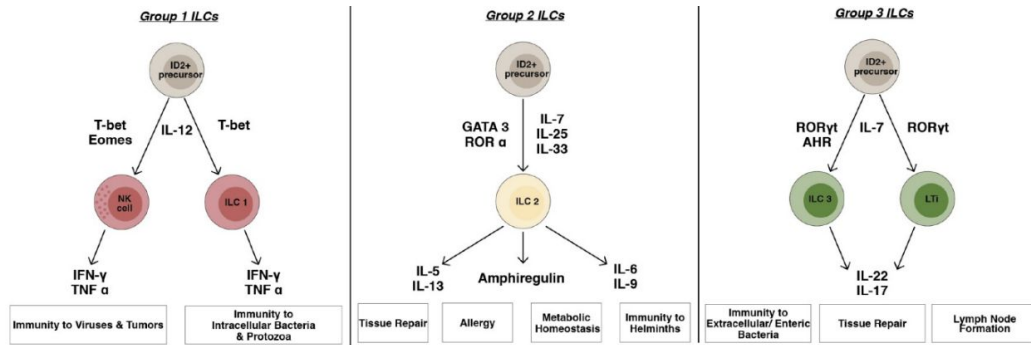 Group 1 ILCs
ID2+
precursor
T-bet
Eomes
IL-12
T-bet
NK
cell
ILC 1
IFN-γ
TNF α
IFN-γ
TNF α
Immunity to Viruses & Tumors
Immunity to
Intracellular Bacteria
& Protozoa
Group 2 ILCs
ID2+
precursor
GATA 3
ROR α
IL-7
IL-25
IL-33
ILC 2
IL-5
IL-13
Amphiregulin
IL-6
IL-9
Tissue Repair
Allergy
Metabolic
Homeostasis
Immunity to
Helminths
Group 3 ILCs
ID2+
precursor
RORγt
AHR
IL-7
RORγt
ILC 3
LTi
IL-22
IL-17
Immunity to
Extracellular/ Enteric
Bacteria
Tissue Repair
Lymph Node
Formation